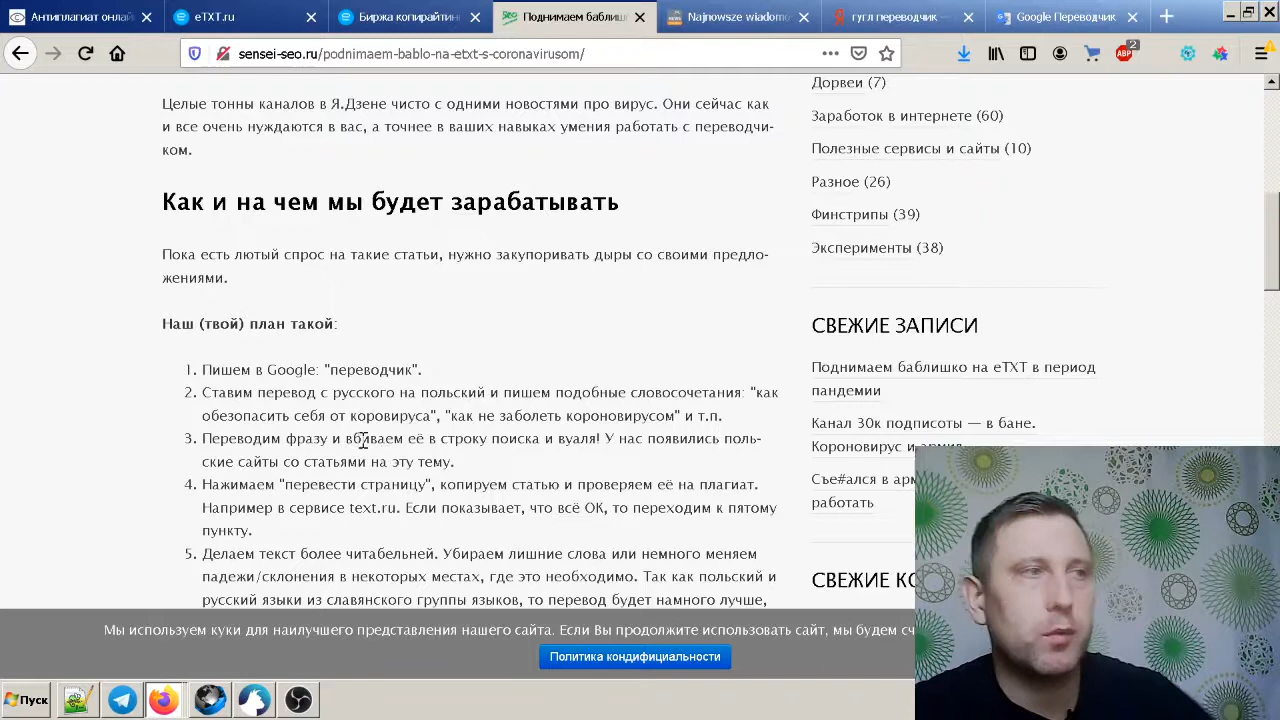 Антиплагиат онлай
eTXT.ru
Биржа копирайтин
Поднимаем баблиш
Najnowsze wiadomo
гугл переводчик —
Google Переводчик
sensei-seo.ru/podnimaem-bablo-na-etxt-s-coronavirusom/
ABP
2
Целые тонны каналов в Я.Дзене чисто с одними новостями про вирус. Они сейчас как
и все очень нуждаются в вас, а точнее в ваших навыках умения работать с переводчи-
ком.
Как и на чем мы будет зарабатывать
Пока есть лютый спрос на такие статьи, нужно закупоривать дыры со своими предло-
жениями.
Наш (твой) план такой:
1. Пишем в Google: "переводчик".
2. Ставим перевод с русского на польский и пишем подобные словосочетания: "как
обезопасить себя от коровируса", "как не заболеть короновирусом" и т.п.
3. Переводим фразу и вбиваем её в строку поиска и вуаля! У нас появились поль-
ские сайты со статьями на эту тему.
4. Нажимаем "перевести страницу", копируем статью и проверяем её на плагиат.
Например в сервисе text.ru. Если показывает, что всё ОК, то переходим к пятому
пункту.
5. Делаем текст более читабельней. Убираем лишние слова или немного меняем
падежи/склонения в некоторых местах, где это необходимо. Так как польский и
русский языки из славянского группы языков, то перевод будет намного лучше,
Дорвеи (7)
Заработок в интернете (60)
Полезные сервисы и сайты (10)
Разное (26)
Финстрипы (39)
Эксперименты (38)
СВЕЖИЕ ЗАПИСИ
Поднимаем баблишко на eTXT в период
пандемии
Канал 30к подписоты — в бане.
Короновирус и армия
Съе#ался в арм
работать
СВЕЖИЕ КО
Мы используем куки для наилучшего представления нашего сайта. Если Вы продолжите использовать сайт, мы будем сч
Политика кондифициальности
Пуск